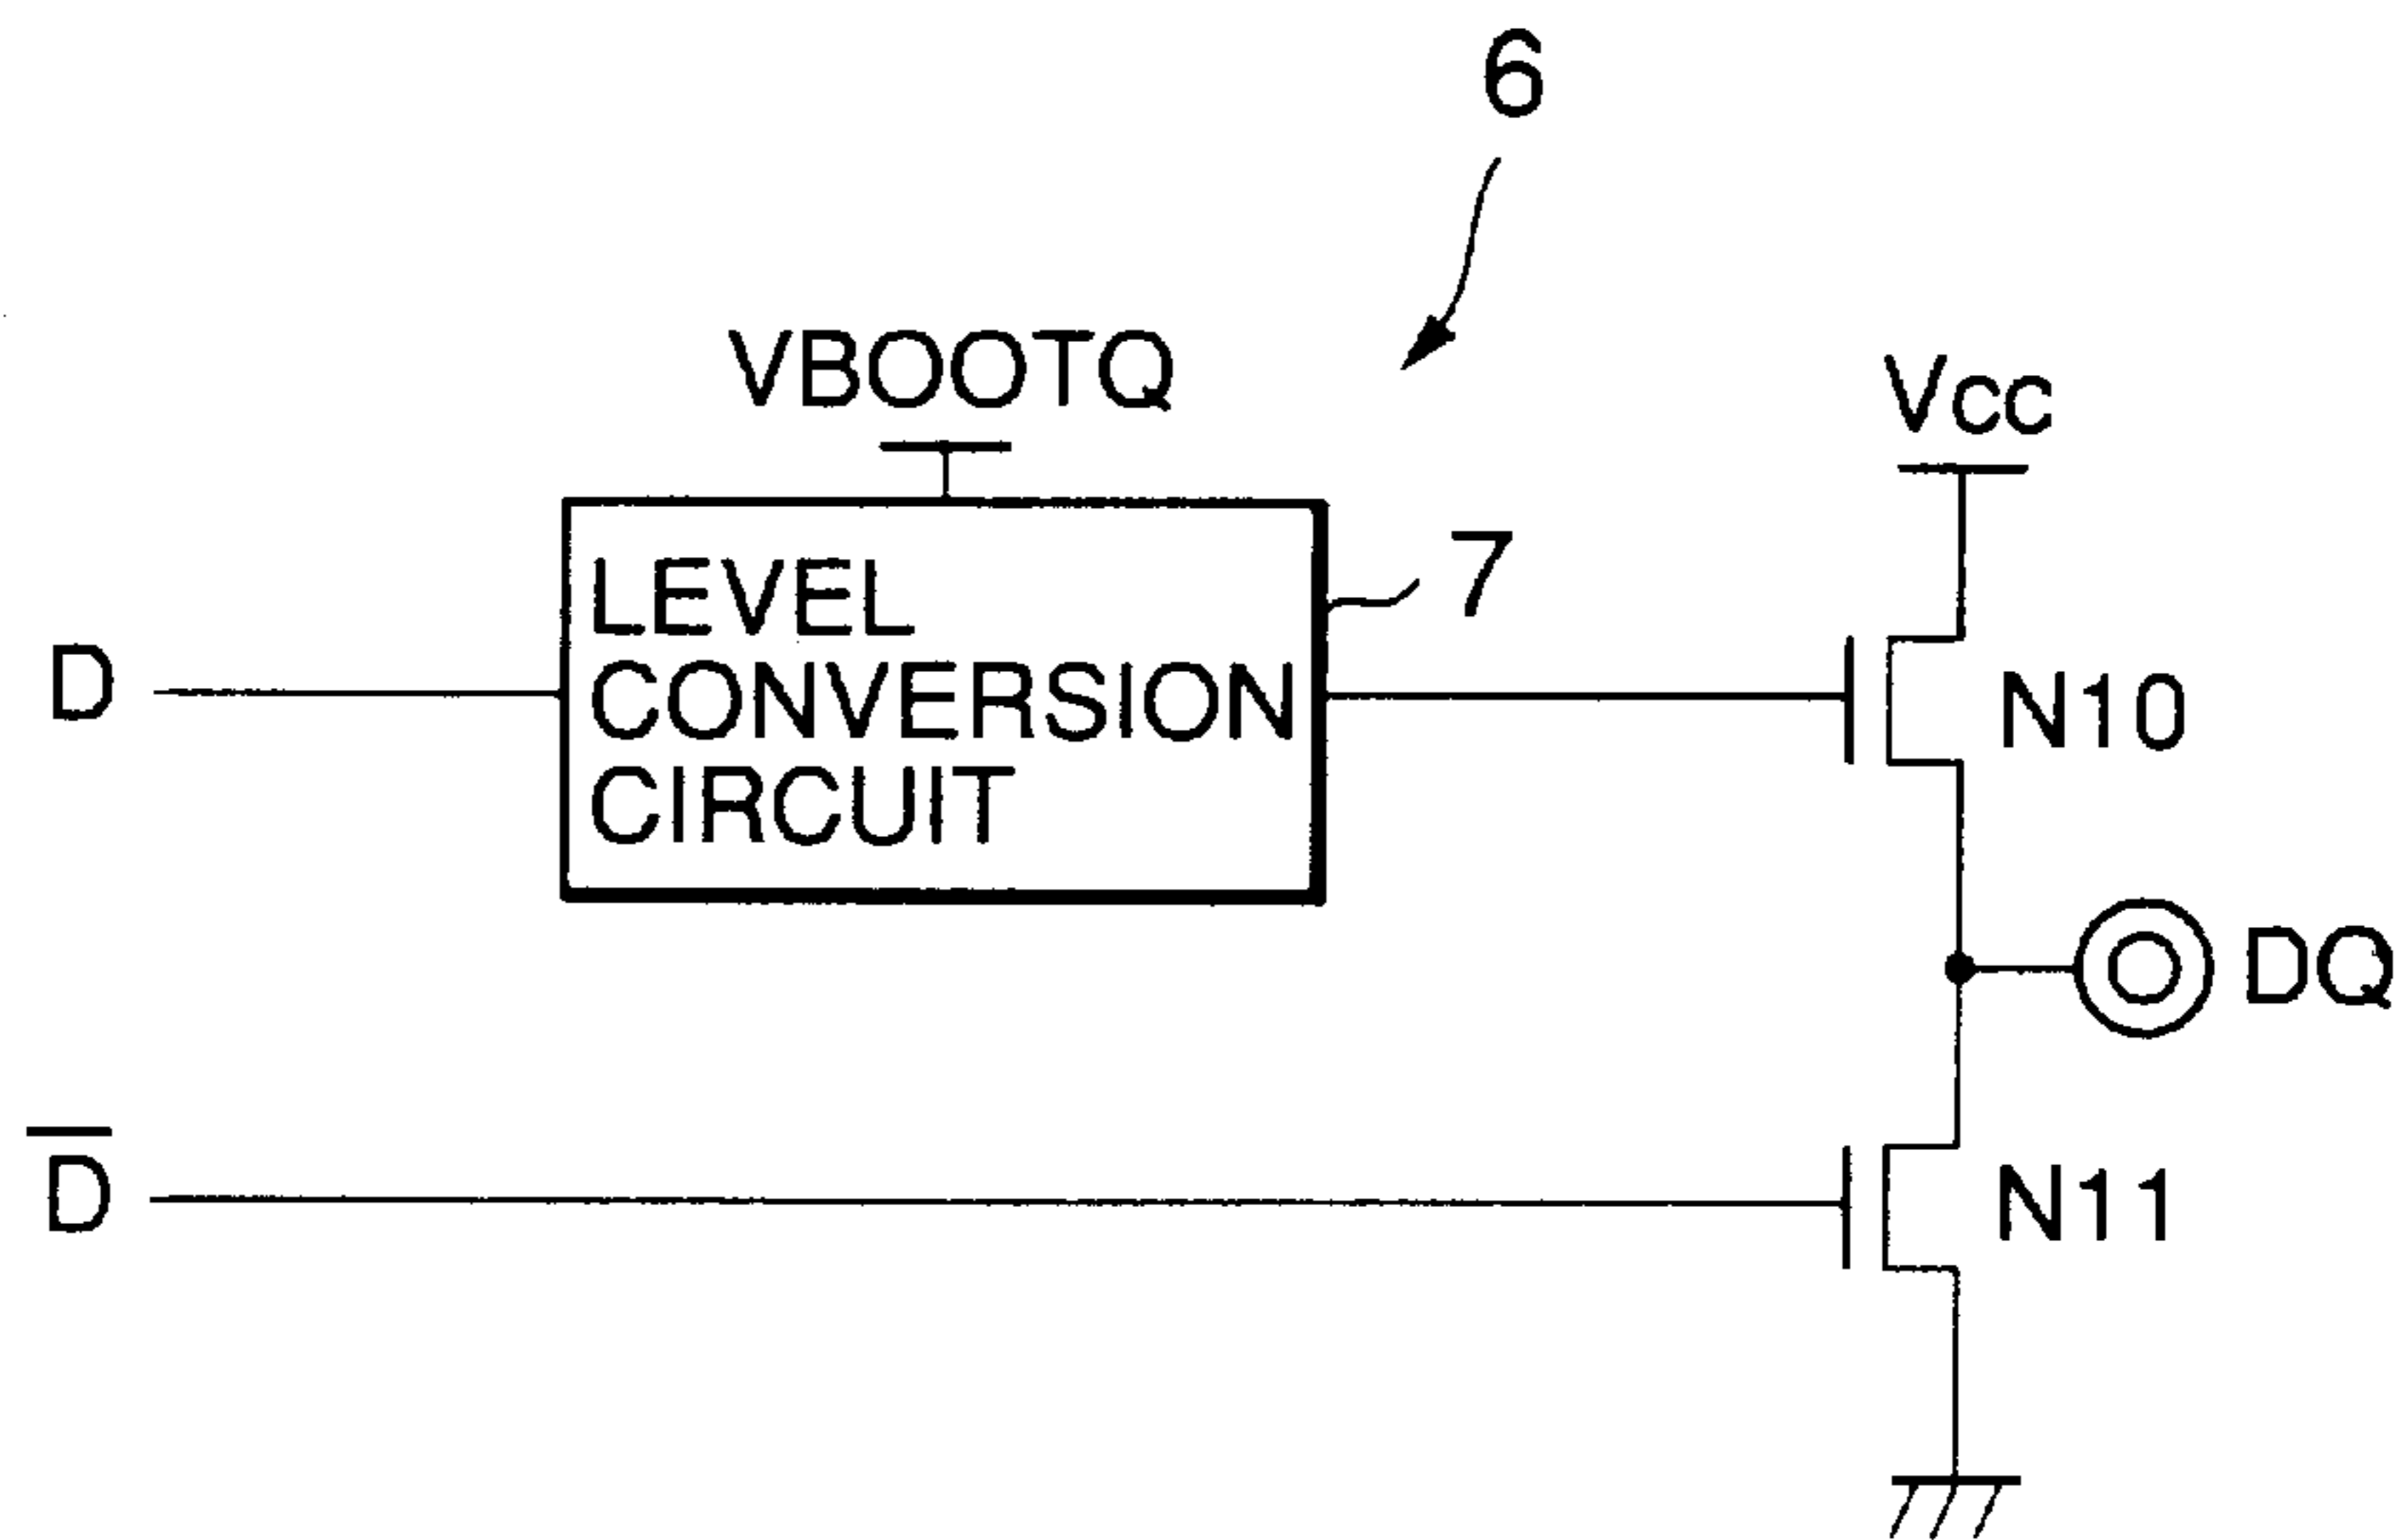 6
VBOOTQ
Vcc
LEVEL
CONVERSION
CIRCUIT
7
D
N10
DQ
D̅
N11